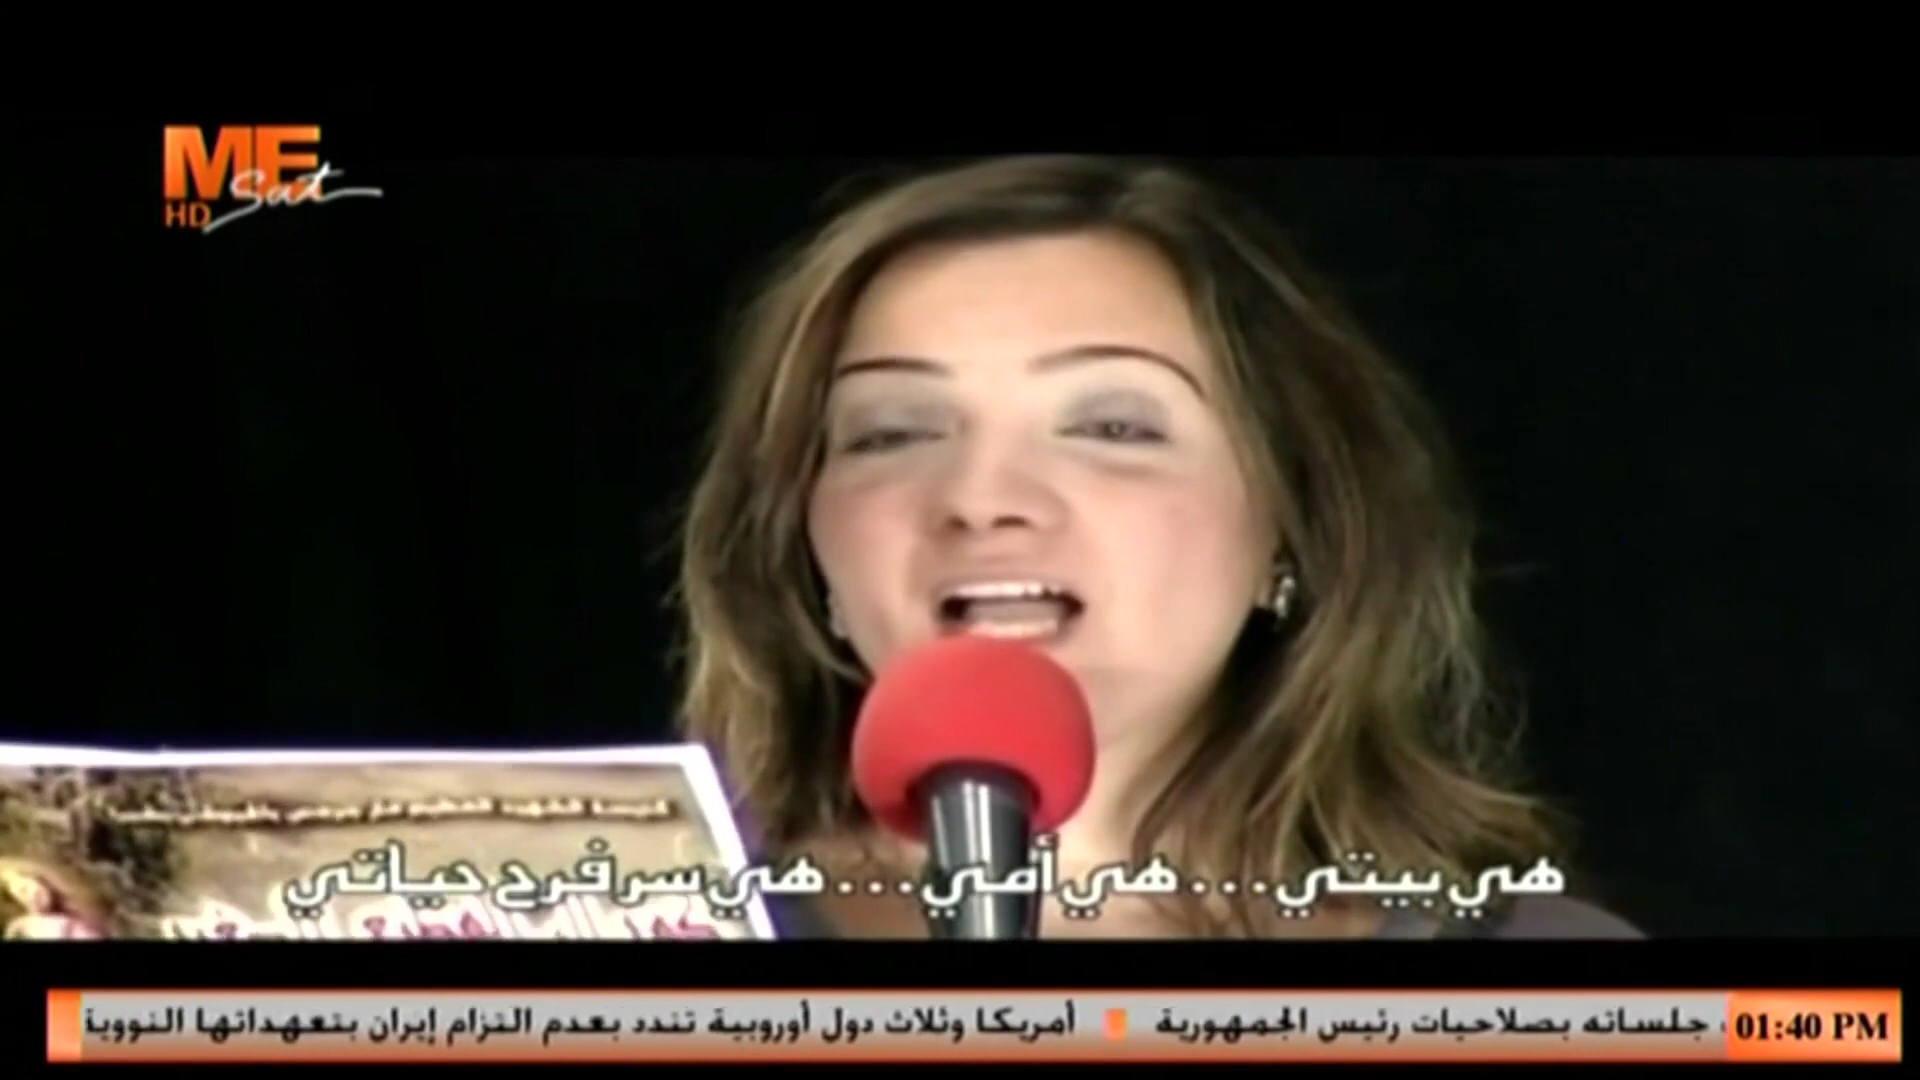 ME
Sat
HD
هي بيتي... هي أمي... هي سر فرح حياتي
جلساته بصلاحيات رئيس الجمهورية
أمريكا وثلاث دول أوروبية تندد بعدم التزام إيران بتعهداتها النووية
01:40 PM